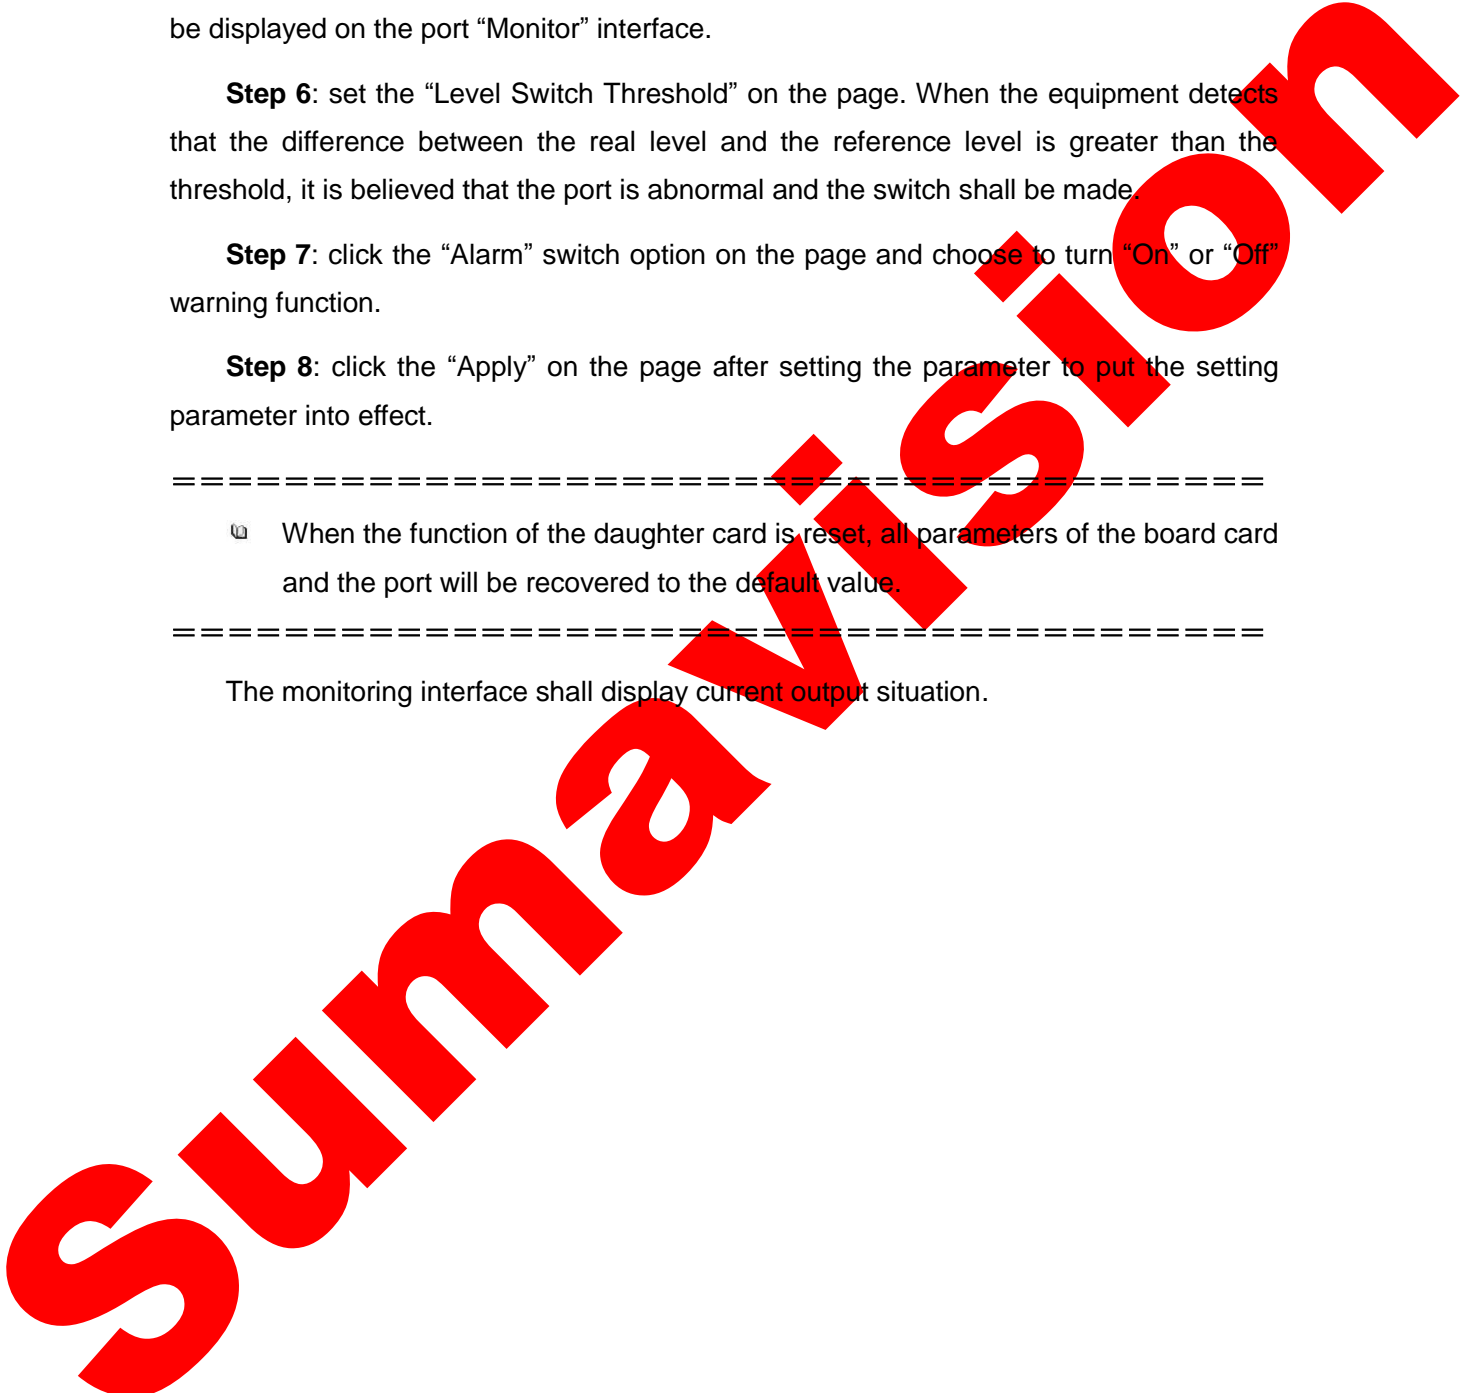 be displayed on the port “Monitor” interface.
Step 6: set the “Level Switch Threshold” on the page. When the equipment detects
that the difference between the real level and the reference level is greater than the
threshold, it is believed that the port is abnormal and the switch shall be made.
Step 7: click the “Alarm” switch option on the page and choose to turn “On” or “Off”
warning function.
Step 8: click the “Apply” on the page after setting the parameter to put the setting
parameter into effect.
=======================================
When the function of the daughter card is reset, all parameters of the board card
and the port will be recovered to the default value.
=======================================
The monitoring interface shall display current output situation.
Sumavision